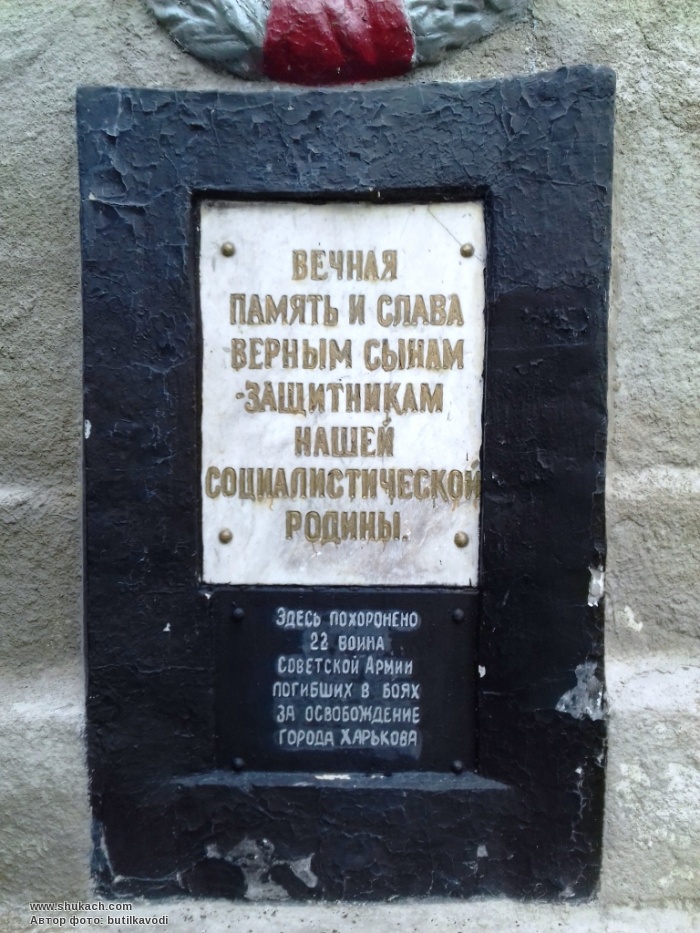 ВЕЧНАЯ
ПАМЯТЬ И СЛАВА
ВЕРНЫМ СЫНАМ
-ЗАЩИТНИКАМ
НАШЕЙ
СОЦИАЛИСТИЧЕСКОЙ
РОДИНЫ.
Здесь похоронено
22 воина
Советской Армии
погибших в боях
за освобождение
города Харькова
www.shukach.com
Автор фото: butilkavodi